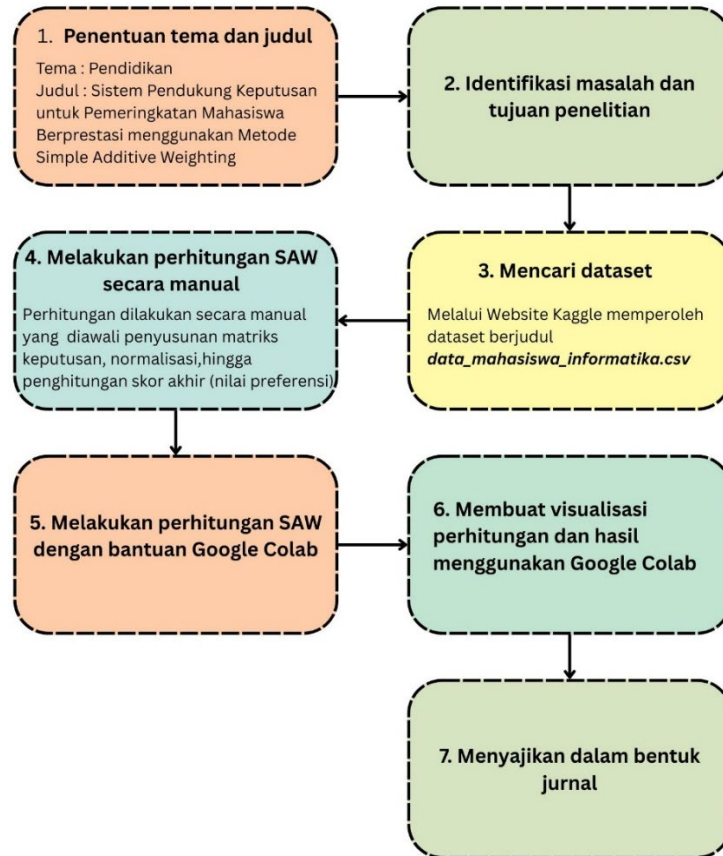 1. Penentuan tema dan judul
Tema : Pendidikan
Judul : Sistem Pendukung Keputusan
untuk Pemeringkatan Mahasiswa
Berprestasi menggunakan Metode
Simple Additive Weighting
2. Identifikasi masalah dan
tujuan penelitian
3. Mencari dataset
Melalui Website Kaggle memperoleh
dataset berjudul
data_mahasiswa_informatika.csv
4. Melakukan perhitungan SAW
secara manual
Perhitungan dilakukan secara manual
yang diawali penyusunan matriks
keputusan, normalisasi,hingga
penghitungan skor akhir (nilai preferensi)
5. Melakukan perhitungan SAW
dengan bantuan Google Colab
6. Membuat visualisasi
perhitungan dan hasil
menggunakan Google Colab
7. Menyajikan dalam bentuk
jurnal